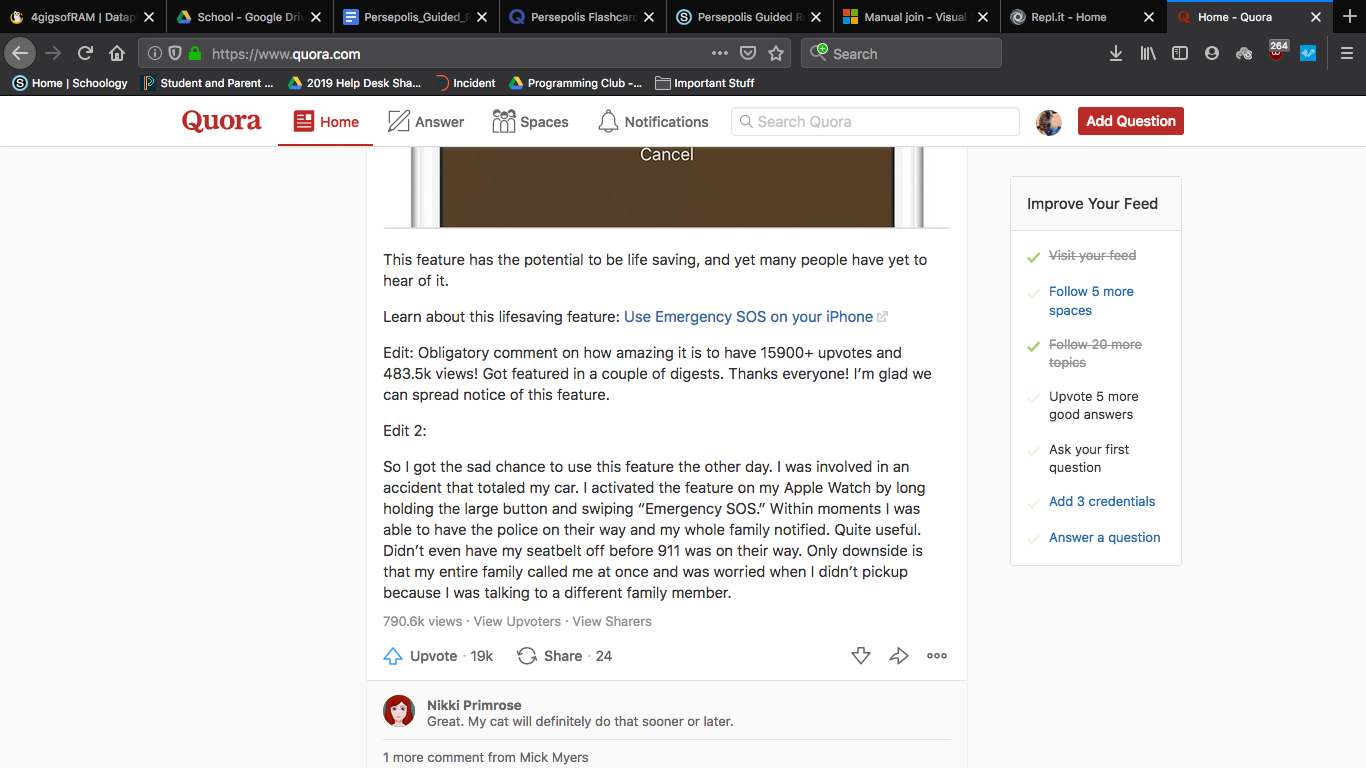 4gigsofRAM | Datap
School - Google Driv
Persepolis_Guided_R
Persepolis Flashcard
Persepolis Guided Re
Manual join - Visual
Repl.it - Home
Home - Quora
https://www.quora.com
Search
264
Home | Schoology
Student and Parent ...
2019 Help Desk Sha...
Incident
Programming Club -...
Important Stuff
Quora
Home
Answer
Spaces
Notifications
Search Quora
Add Question
Cancel
This feature has the potential to be life saving, and yet many people have yet to
hear of it.
Learn about this lifesaving feature: Use Emergency SOS on your iPhone
Edit: Obligatory comment on how amazing it is to have 15900+ upvotes and
483.5k views! Got featured in a couple of digests. Thanks everyone! I’m glad we
can spread notice of this feature.
Edit 2:
So I got the sad chance to use this feature the other day. I was involved in an
accident that totaled my car. I activated the feature on my Apple Watch by long
holding the large button and swiping “Emergency SOS.” Within moments I was
able to have the police on their way and my whole family notified. Quite useful.
Didn’t even have my seatbelt off before 911 was on their way. Only downside is
that my entire family called me at once and was worried when I didn’t pickup
because I was talking to a different family member.
790.6k views · View Upvoters · View Sharers
Upvote · 19k
Share · 24
Nikki Primrose
Great. My cat will definitely do that sooner or later.
1 more comment from Mick Myers
Improve Your Feed
Visit your feed
Follow 5 more
spaces
Follow 20 more
topics
Upvote 5 more
good answers
Ask your first
question
Add 3 credentials
Answer a question